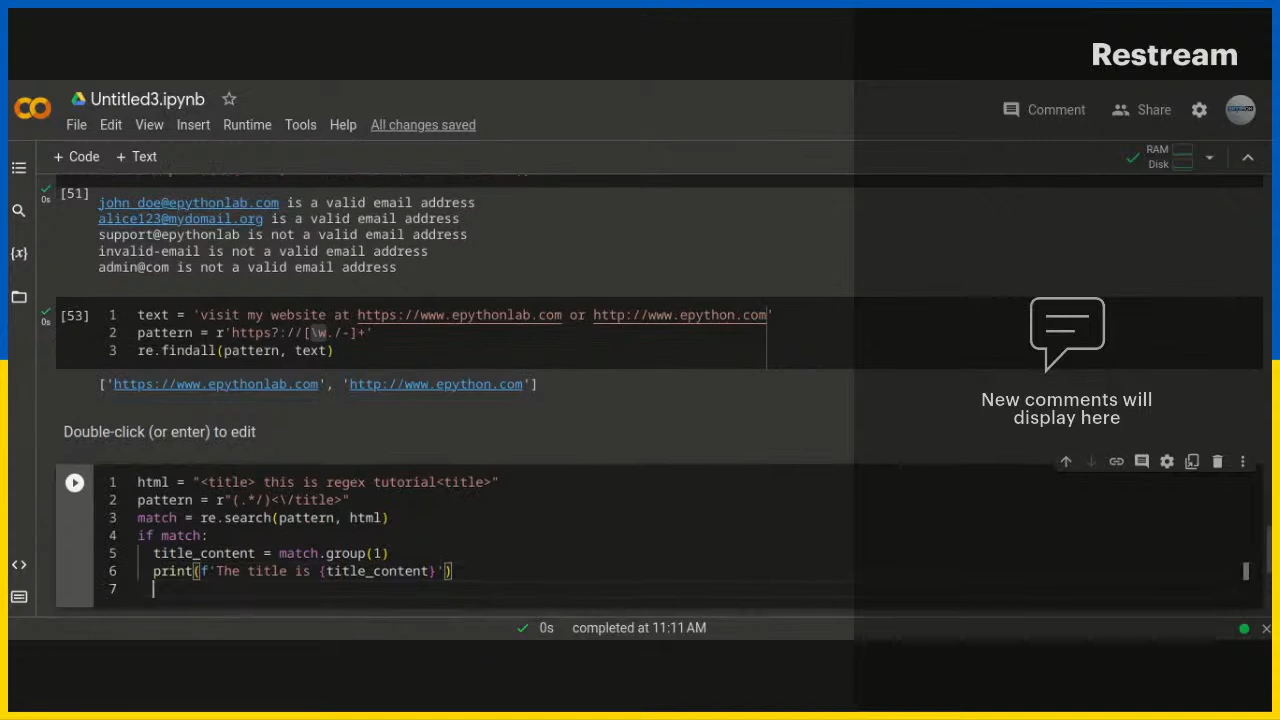 Restream
Untitled3.ipynb
File Edit View Insert Runtime Tools Help All changes saved
Comment Share
+ Code + Text
RAM
Disk
[51]
0s
john doe@epythonlab.com is a valid email address
alice123@mydomail.org is a valid email address
support@epythonlab is not a valid email address
invalid-email is not a valid email address
admin@com is not a valid email address
[53]
0s
1 text = 'visit my website at https://www.epythonlab.com or http://www.epython.com'
2 pattern = r'https?://[\w./-]+'
3 re.findall(pattern, text)
['https://www.epythonlab.com', 'http://www.epython.com']
New comments will
display here
Double-click (or enter) to edit
1 html = "<title> this is regex tutorial<title>"
2 pattern = r"(.*/)<\/title>"
3 match = re.search(pattern, html)
4 if match:
5 title_content = match.group(1)
6 print(f'The title is {title_content}')
7
0s completed at 11:11 AM